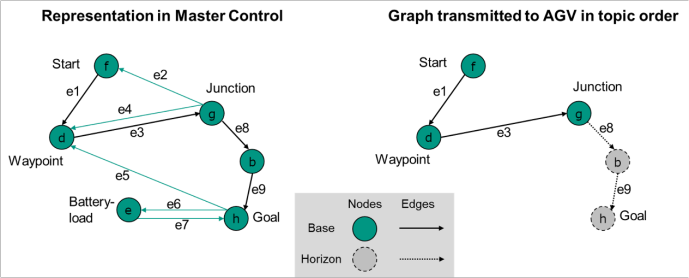 Representation in Master Control
Start
f
e1
e2
Junction
e4
g
e8
d
e3
Waypoint
b
e5
e9
Battery-
load
e
e6
e7
h
Goal
Graph transmitted to AGV in topic order
Start
f
e1
Junction
g
e8
d
e3
Waypoint
b
e9
h
Goal
Nodes
Edges
Base
Horizon